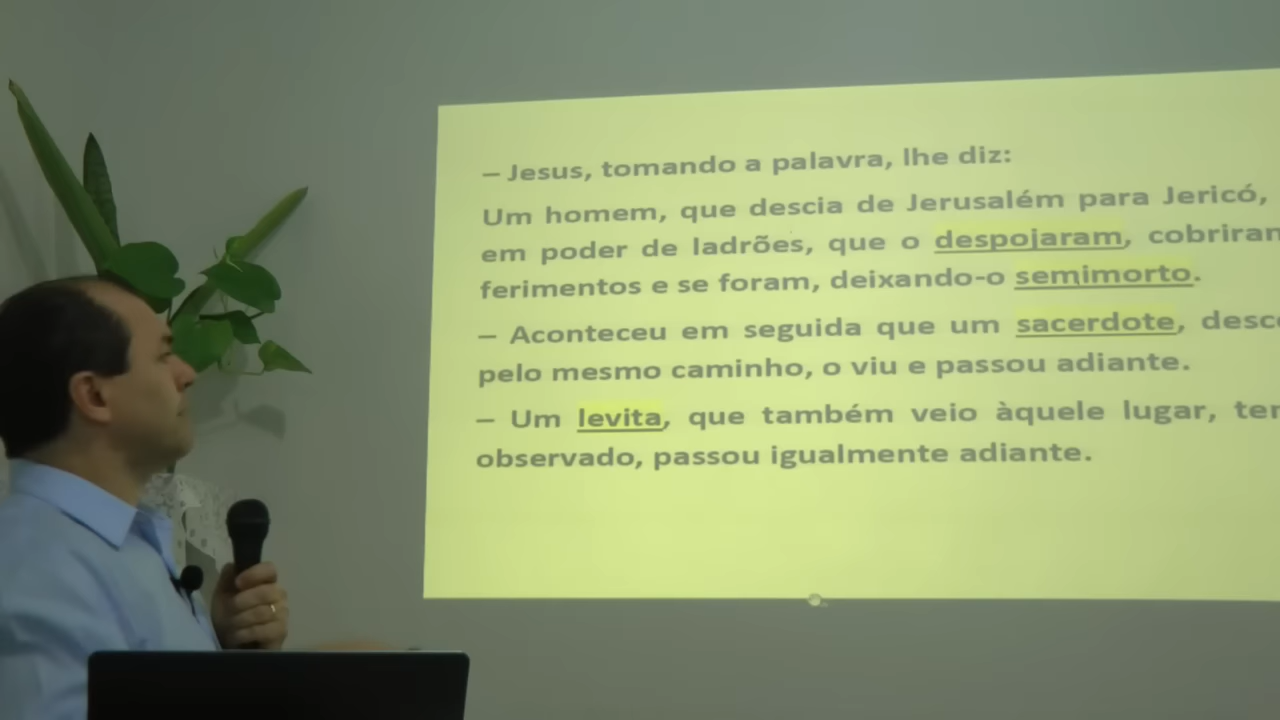 – Jesus, tomando a palavra, lhe diz:
Um homem, que descia de Jerusalém para Jericó,
em poder de ladrões, que o despojaram,
ferimentos e se foram, deixando-o semimorto.
– Aconteceu em seguida que um sacerdote,
pelo mesmo caminho, o viu e passou adiante.
– Um levita, que também veio àquele lugar,
observado, passou igualmente adiante.